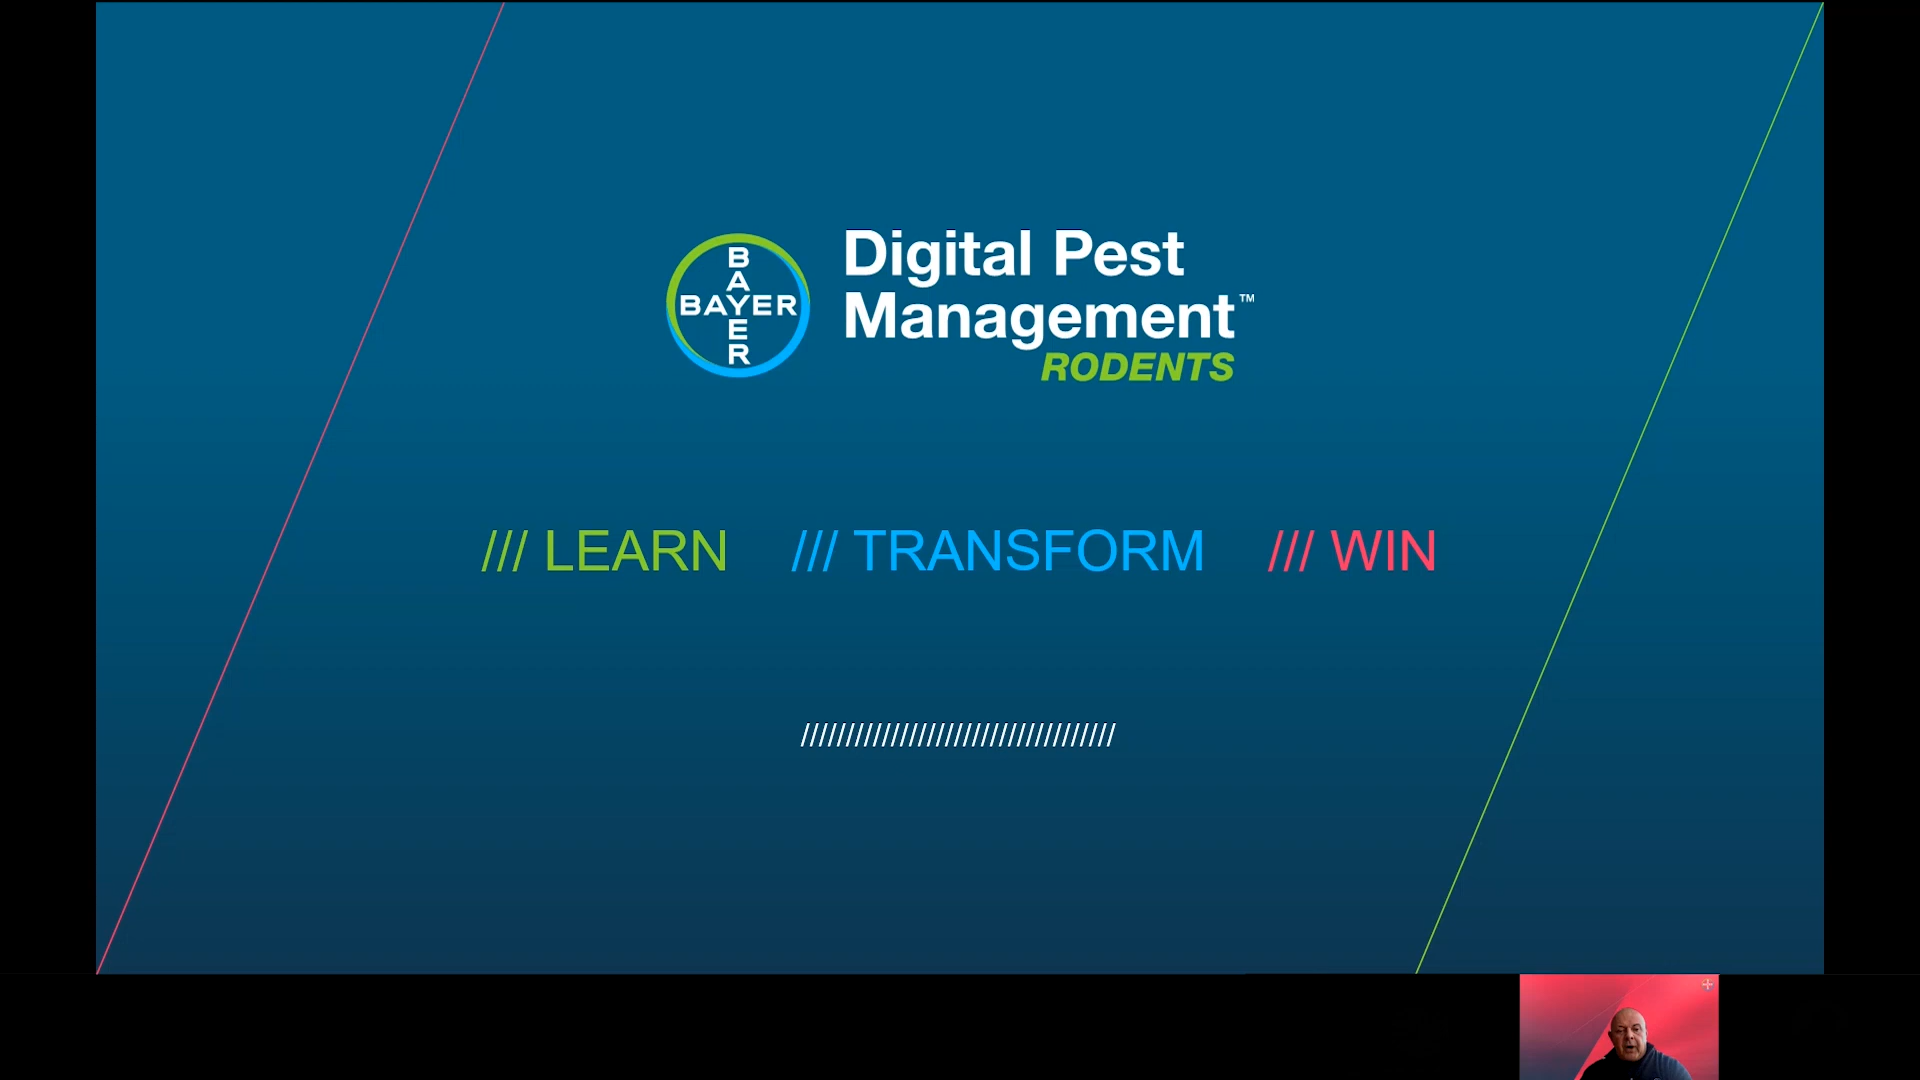 BAYER
BAYER
Digital Pest
Management™
RODENTS
/// LEARN /// TRANSFORM /// WIN
///////////////////////////////////